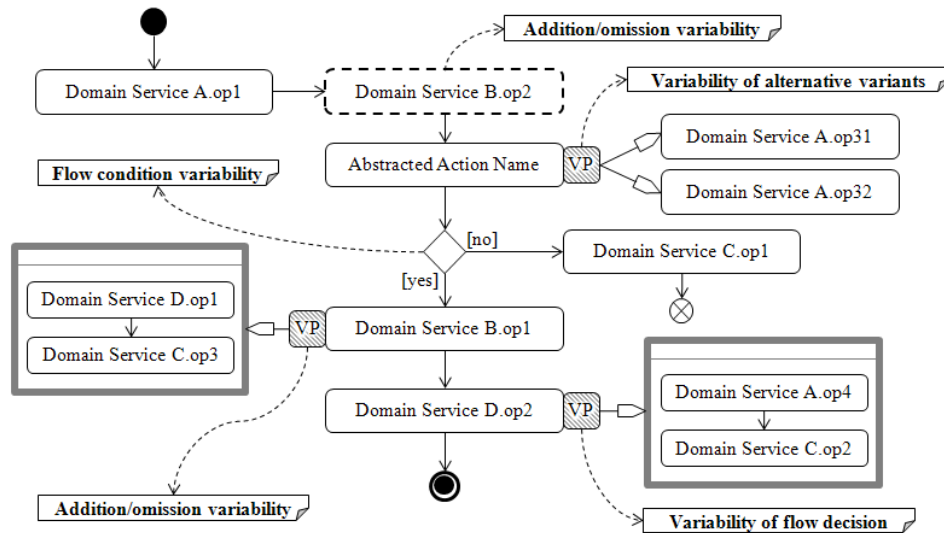 Addition/omission variability
Domain Service A.op1
Domain Service B.op2
Variability of alternative variants
Domain Service A.op31
Abstracted Action Name
VP
Flow condition variability
Domain Service A.op32
[no]
Domain Service C.op1
[yes]
Domain Service D.op1
VP
Domain Service B.op1
Domain Service C.op3
Domain Service A.op4
Domain Service D.op2
VP
Domain Service C.op2
Addition/omission variability
Variability of flow decision